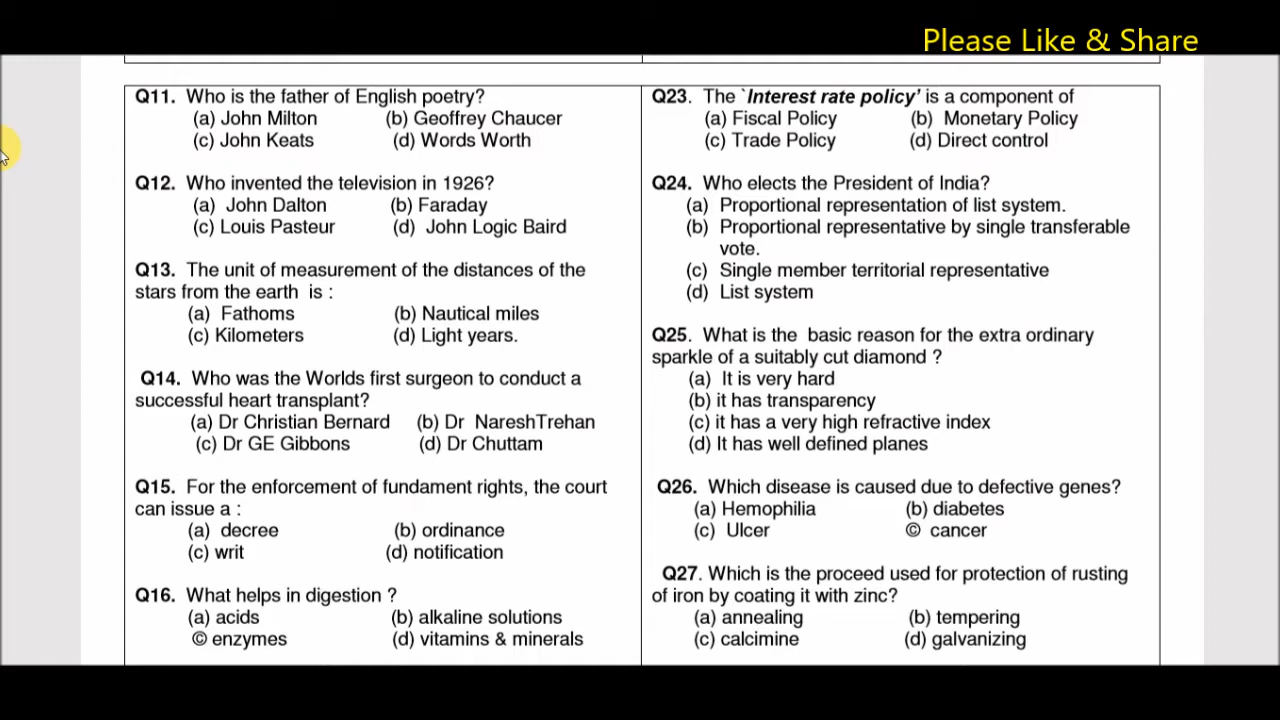 Please Like & Share
Q11. Who is the father of English poetry?
(a) John Milton (b) Geoffrey Chaucer
(c) John Keats (d) Words Worth
Q12. Who invented the television in 1926?
(a) John Dalton (b) Faraday
(c) Louis Pasteur (d) John Logic Baird
Q13. The unit of measurement of the distances of the
stars from the earth is :
(a) Fathoms (b) Nautical miles
(c) Kilometers (d) Light years.
Q14. Who was the Worlds first surgeon to conduct a
successful heart transplant?
(a) Dr Christian Bernard (b) Dr NareshTrehan
(c) Dr GE Gibbons (d) Dr Chuttam
Q15. For the enforcement of fundament rights, the court
can issue a :
(a) decree (b) ordinance
(c) writ (d) notification
Q16. What helps in digestion ?
(a) acids (b) alkaline solutions
© enzymes (d) vitamins & minerals
Q23. The `Interest rate policy' is a component of
(a) Fiscal Policy (b) Monetary Policy
(c) Trade Policy (d) Direct control
Q24. Who elects the President of India?
(a) Proportional representation of list system.
(b) Proportional representative by single transferable
vote.
(c) Single member territorial representative
(d) List system
Q25. What is the basic reason for the extra ordinary
sparkle of a suitably cut diamond ?
(a) It is very hard
(b) it has transparency
(c) it has a very high refractive index
(d) It has well defined planes
Q26. Which disease is caused due to defective genes?
(a) Hemophilia (b) diabetes
(c) Ulcer © cancer
Q27. Which is the proceed used for protection of rusting
of iron by coating it with zinc?
(a) annealing (b) tempering
(c) calcimine (d) galvanizing